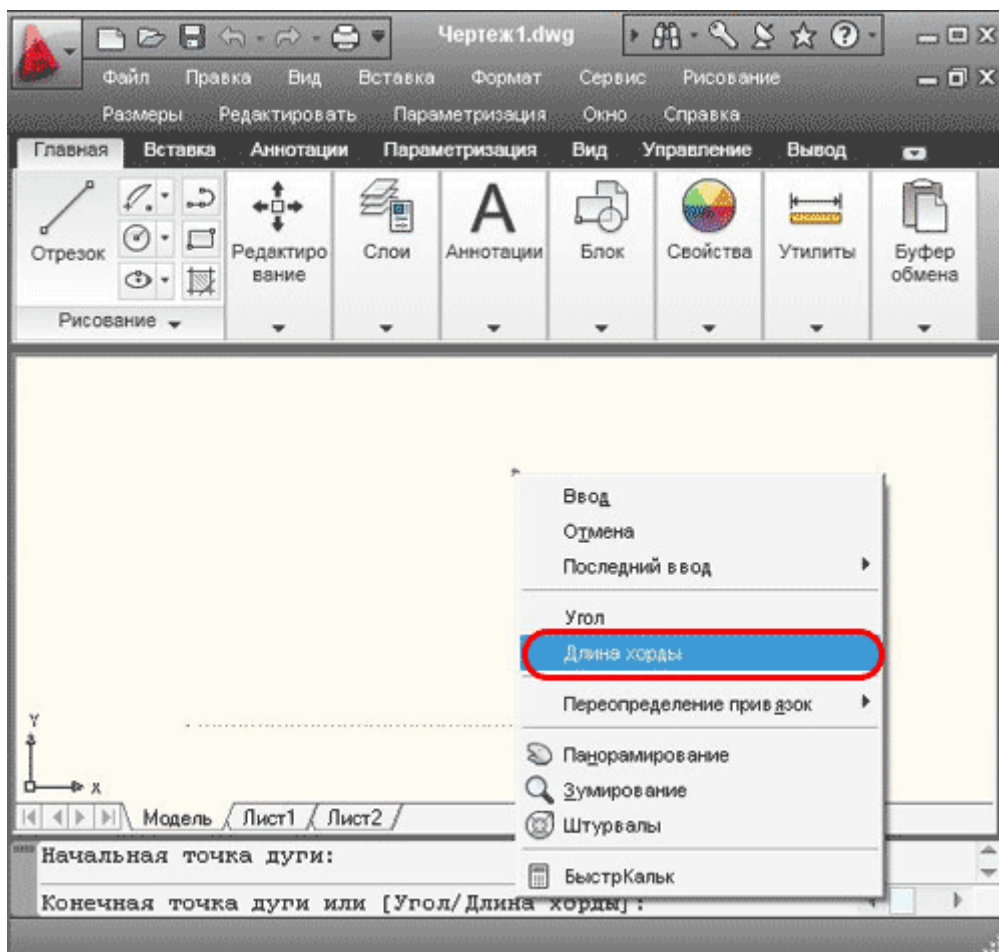 Чертеж1.dwg
Файл Правка Вид Вставка Формат Сервис Рисование
Размеры Редактировать Параметризация Окно Справка
Главная Вставка Аннотации Параметризация Вид Управление Вывод
Отрезок
Редактиро
вание
Слои
Аннотации
Блок
Свойства
Утилиты
Буфер
обмена
Рисование
Ввод
Отмена
Последний ввод
Угол
Длина хорды
Переопределение привязок
Панорамирование
Зумирование
Штурвалы
БыстрКальк
Y
X
Модель Лист1 Лист2
Начальная точка дуги:
Конечная точка дуги или [Угол/Длина хорды]: